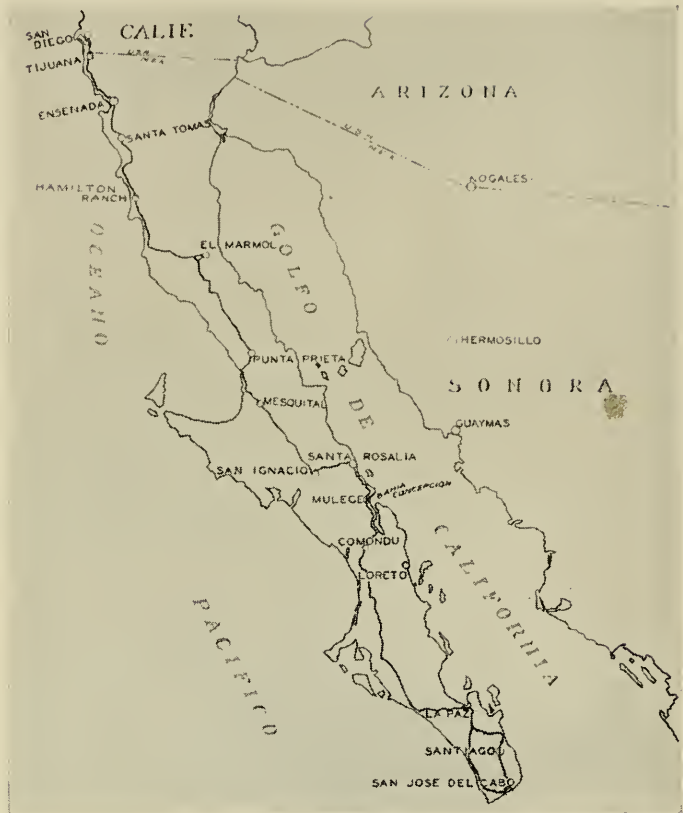 SAN DIEGO
CALIF
TIJUANA
ARIZONA
ENSENADA
SANTA TOMAS
NOGALES
HAMILTON RANCH
OCEANO
EL MARMOL
GOLFO
HERMOSILLO
PUNTA PRIETA
SONORA
MESQUITAL
DE
GUAYMAS
SANTA ROSALIA
SAN IGNACIO
MULEGE
BAHIA CONCEPCION
COMONDU
LORETO
CALIFORNIA
PACIFICO
LA PAZ
SANTIAGO
SAN JOSE DEL CABO